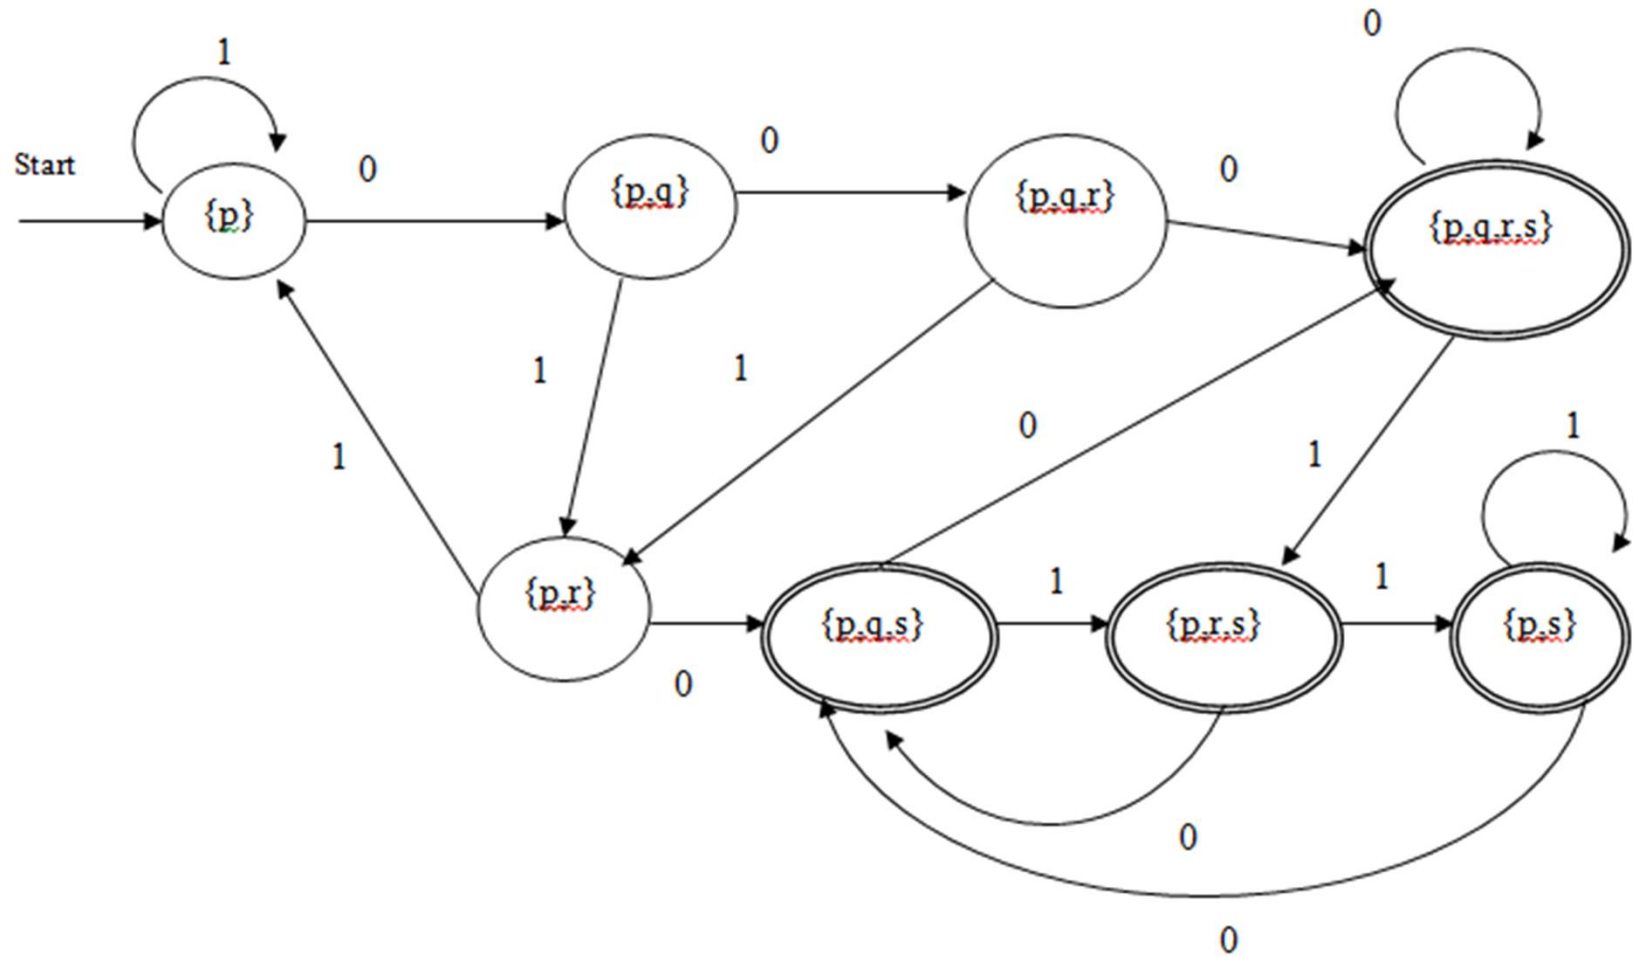 0
1
0
Start
0
0
{p,q}
{p,q,r}
{p}
{p,q,r,s}
1
1
0
1
1
1
1
1
{p,r}
{p,q,s}
{p,r,s}
{p,s}
0
0
0